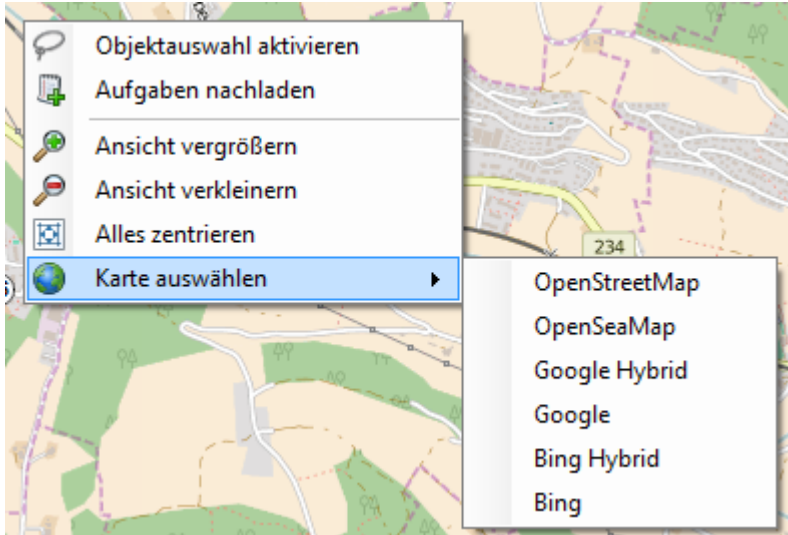 Objektauswahl aktivieren
Aufgaben nachladen
Ansicht vergrößern
Ansicht verkleinern
Alles zentrieren
Karte auswählen
234
OpenStreetMap
OpenSeaMap
Google Hybrid
Google
Bing Hybrid
Bing